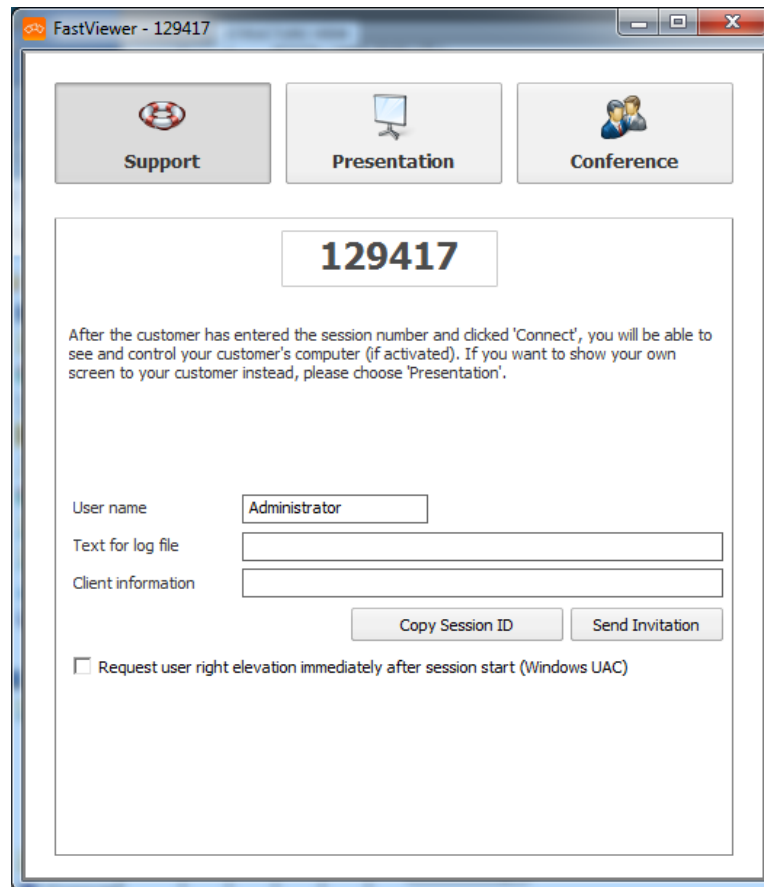 FastViewer - 129417
Support
Presentation
Conference
129417
After the customer has entered the session number and clicked 'Connect', you will be able to
see and control your customer's computer (if activated). If you want to show your own
screen to your customer instead, please choose 'Presentation'.
User name
Administrator
Text for log file
Client information
Copy Session ID
Send Invitation
Request user right elevation immediately after session start (Windows UAC)